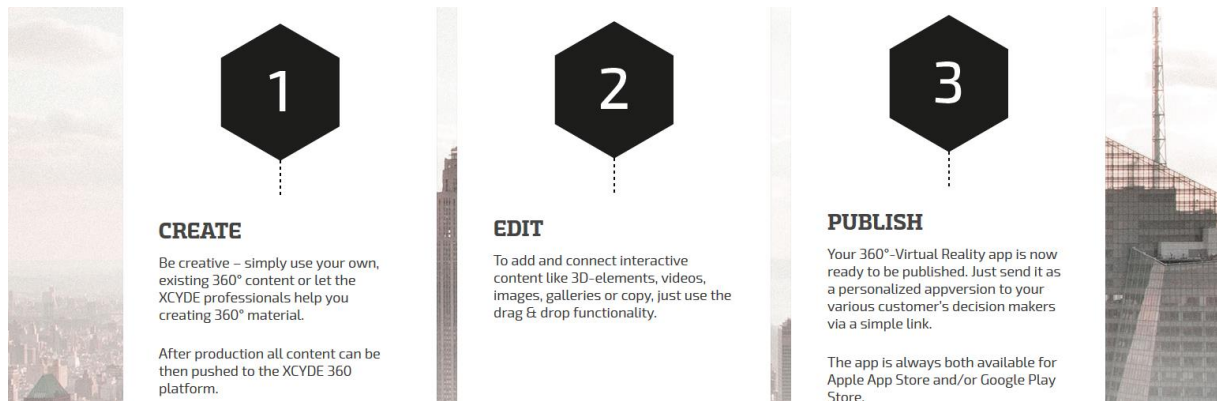 1
CREATE
Be creative – simply use your own,
existing 360° content or let the
XCYDE professionals help you
creating 360° material.
After production all content can be
then pushed to the XCYDE 360
platform.
2
EDIT
To add and connect interactive
content like 3D-elements, videos,
images, galleries or copy, just use the
drag & drop functionality.
3
PUBLISH
Your 360°-Virtual Reality app is now
ready to be published. Just send it as
a personalized appversion to your
various customer's decision makers
via a simple link.
The app is always both available for
Apple App Store and/or Google Play
Store.